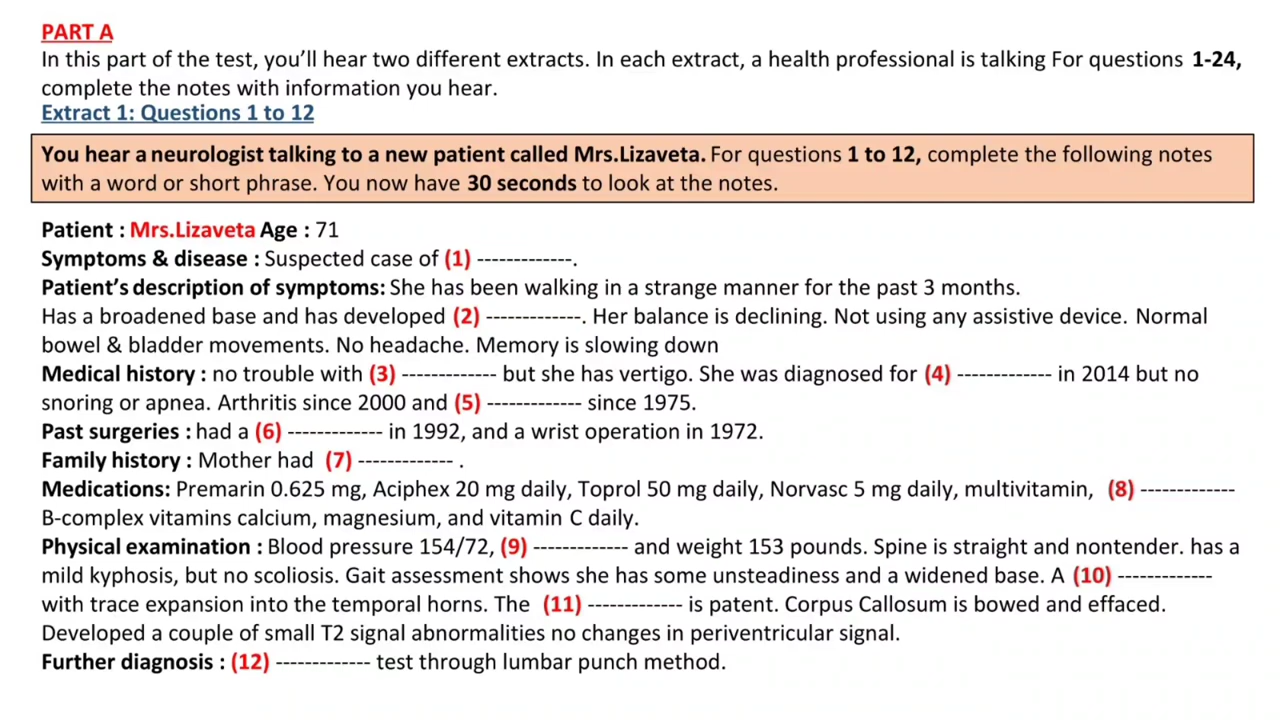 PART A
In this part of the test, you'll hear two different extracts. In each extract, a health professional is talking For questions 1-24,
complete the notes with information you hear.
Extract 1: Questions 1 to 12
You hear a neurologist talking to a new patient called Mrs.Lizaveta. For questions 1 to 12, complete the following notes
with a word or short phrase. You now have 30 seconds to look at the notes.
Patient : Mrs.Lizaveta Age : 71
Symptoms & disease : Suspected case of (1) -------------.
Patient's description of symptoms: She has been walking in a strange manner for the past 3 months.
Has a broadened base and has developed (2) -------------. Her balance is declining. Not using any assistive device. Normal
bowel & bladder movements. No headache. Memory is slowing down
Medical history : no trouble with (3) ------------- but she has vertigo. She was diagnosed for (4) ------------- in 2014 but no
snoring or apnea. Arthritis since 2000 and (5) ------------- since 1975.
Past surgeries : had a (6) ------------- in 1992, and a wrist operation in 1972.
Family history : Mother had (7) ------------- .
Medications: Premarin 0.625 mg, Aciphex 20 mg daily, Toprol 50 mg daily, Norvasc 5 mg daily, multivitamin, (8) -------------
B-complex vitamins calcium, magnesium, and vitamin C daily.
Physical examination : Blood pressure 154/72, (9) ------------- and weight 153 pounds. Spine is straight and nontender. has a
mild kyphosis, but no scoliosis. Gait assessment shows she has some unsteadiness and a widened base. A (10) -------------
with trace expansion into the temporal horns. The (11) ------------- is patent. Corpus Callosum is bowed and effaced.
Developed a couple of small T2 signal abnormalities no changes in periventricular signal.
Further diagnosis : (12) ------------- test through lumbar punch method.